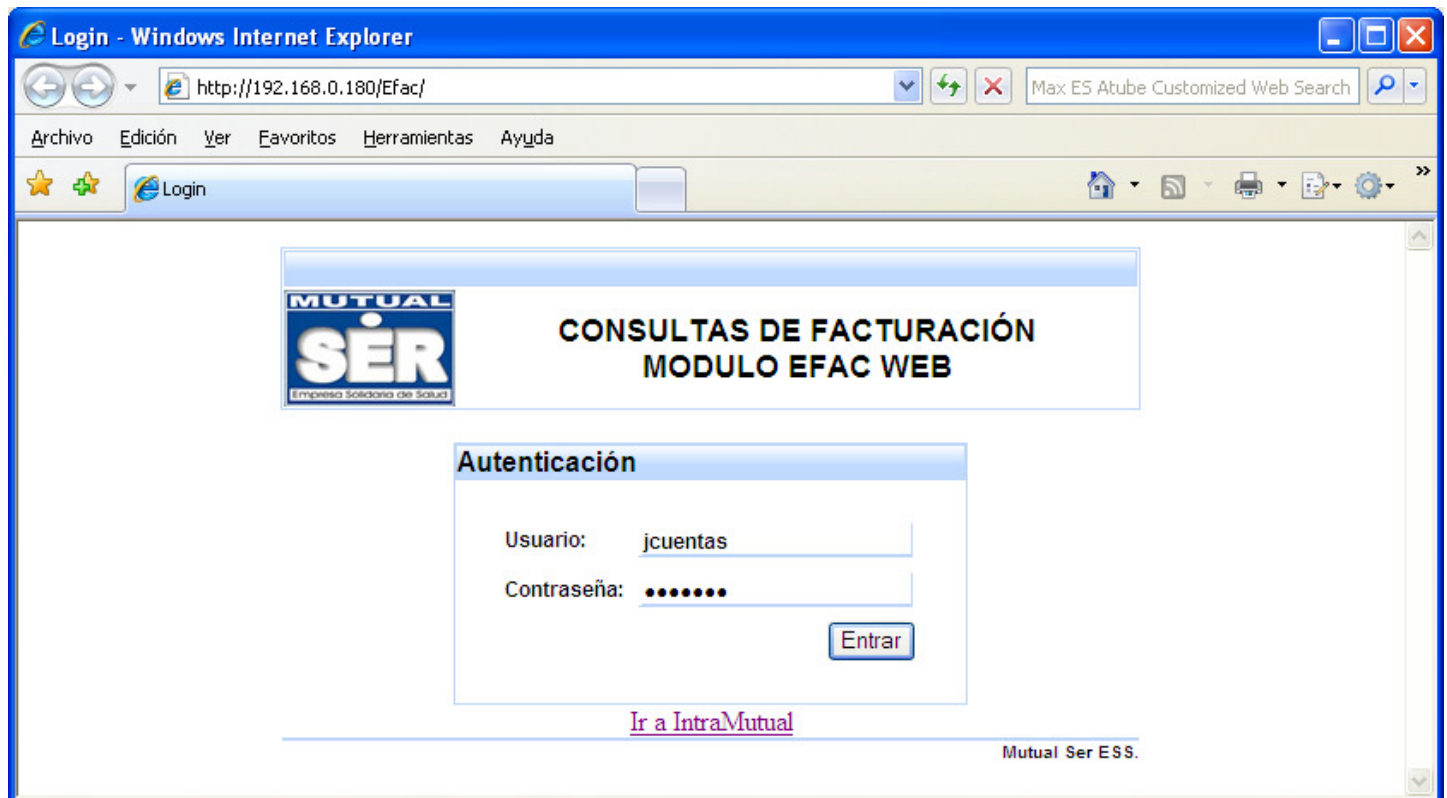 Login - Windows Internet Explorer
http://192.168.0.180/Efac/
Max ES Atube Customized Web Search
Archivo Edición Ver Favoritos Herramientas Ayuda
Login
MUTUAL
SER
Empresa Solidaria de Salud
CONSULTAS DE FACTURACIÓN
MODULO EFAC WEB
Autenticación
Usuario: jcuentas
Contraseña: •••••••
Entrar
Ir a IntraMutual
Mutual Ser ESS.